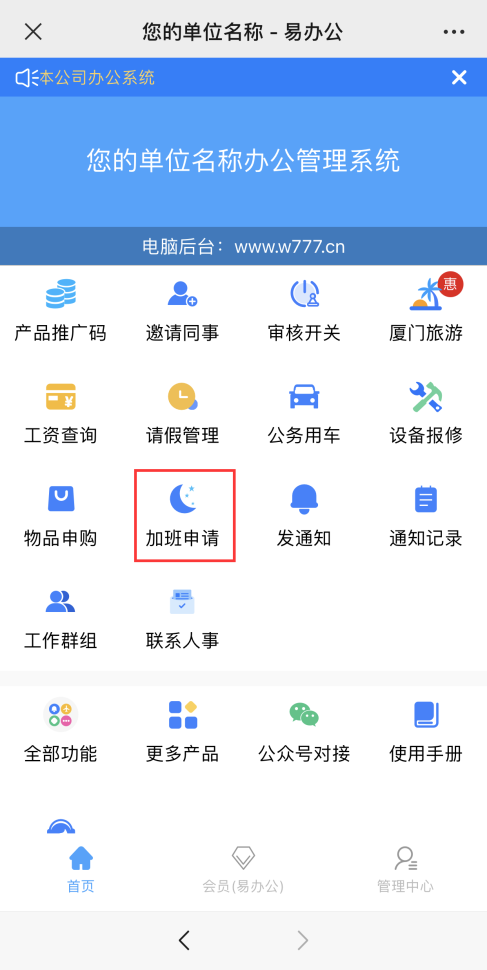 您的单位名称 - 易办公
本公司办公系统
您的单位名称办公管理系统
电脑后台：www.w777.cn
惠
产品推广码 邀请同事 审核开关 厦门旅游
工资查询 请假管理 公务用车 设备报修
物品申购 加班申请 发通知 通知记录
工作群组 联系人事
全部功能 更多产品 公众号对接 使用手册
首页 会员(易办公) 管理中心